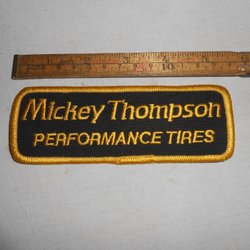 Mickey Thompson
PERFORMANCE TIRES